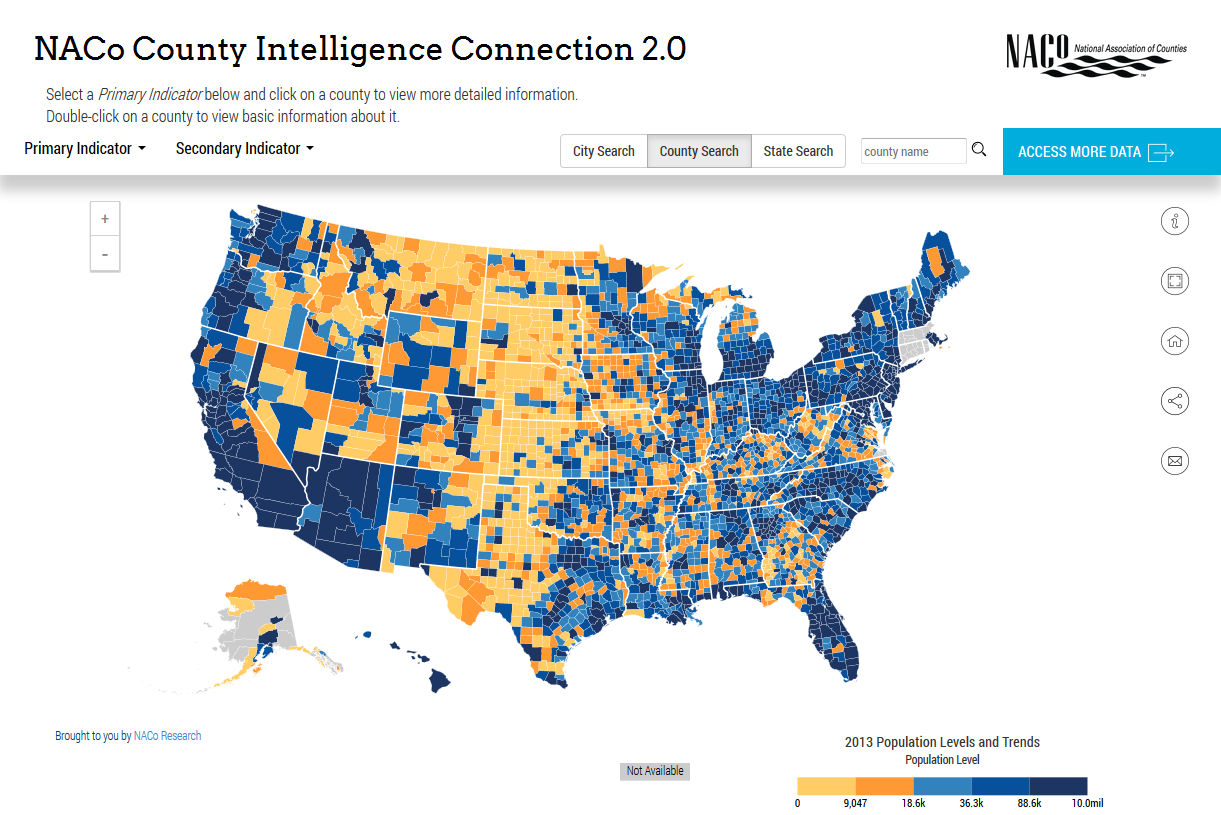 NACo County Intelligence Connection 2.0
NACO National Association of Counties
Select a Primary Indicator below and click on a county to view more detailed information.
Double-click on a county to view basic information about it.
Primary Indicator Secondary Indicator City Search County Search State Search county name ACCESS MORE DATA
+
-
i
Brought to you by NACo Research
2013 Population Levels and Trends
Population Level
Not Available
0 9,047 18.6k 36.3k 88.6k 10.0mil